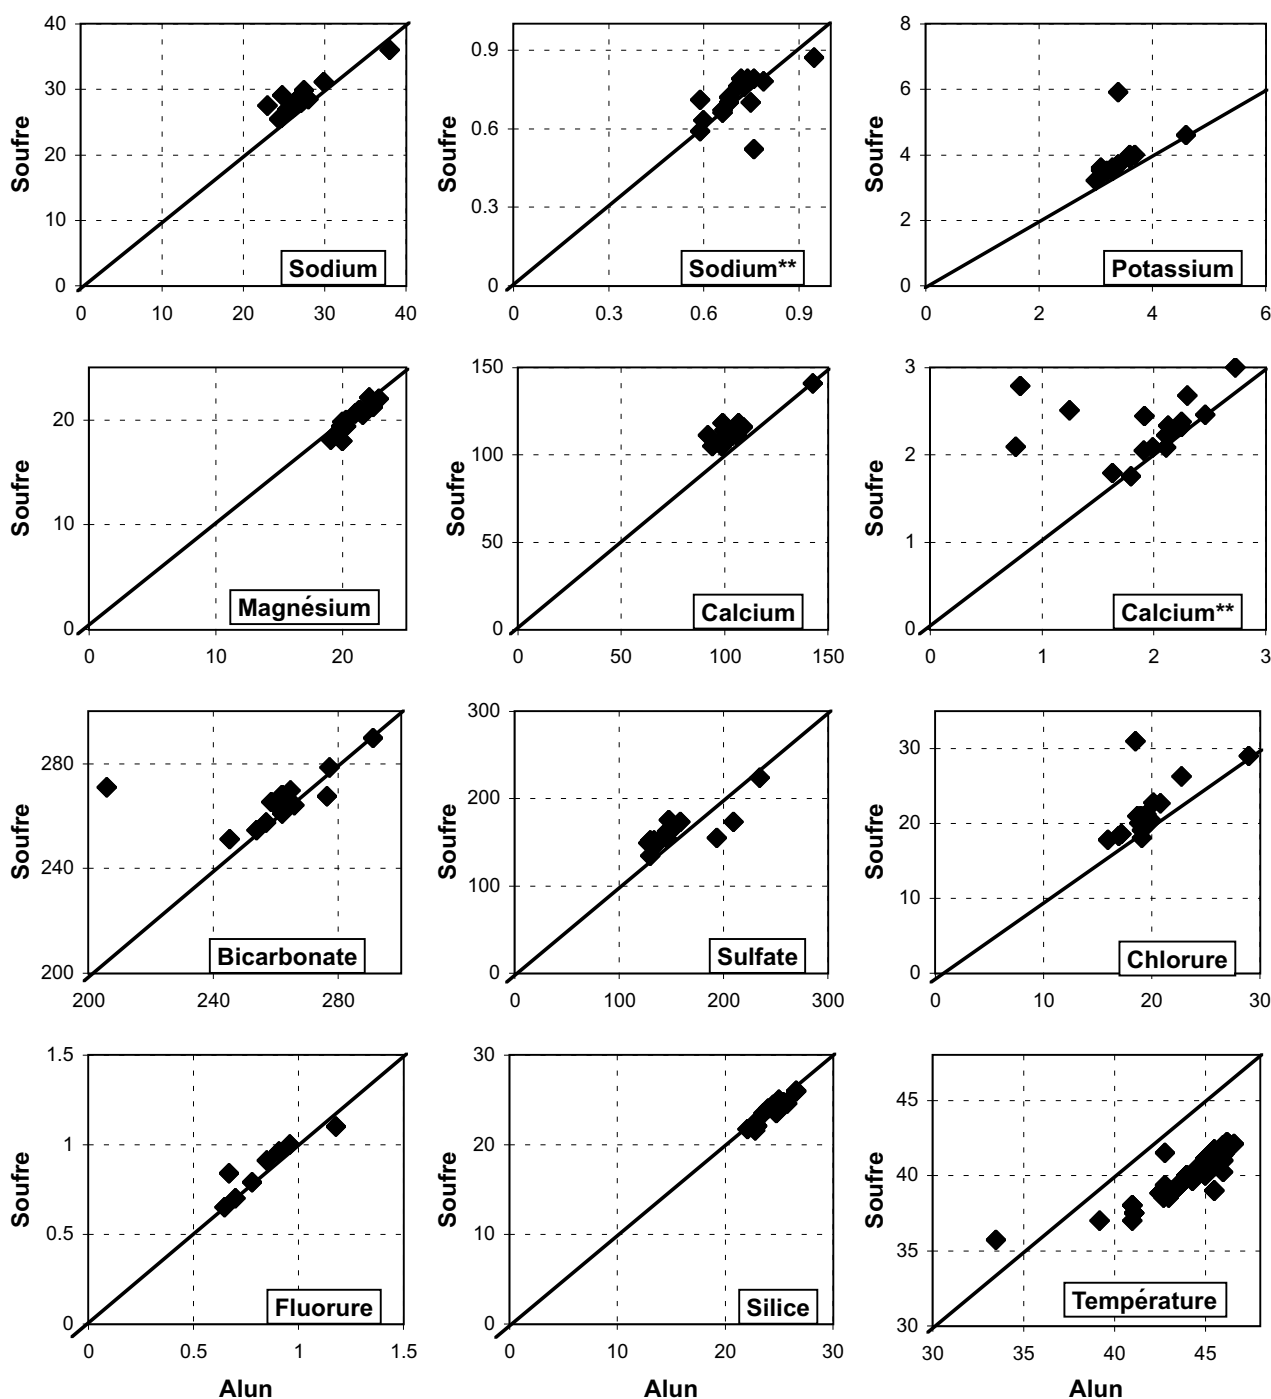 40
30
20
10
0
Soufre
Sodium
0 10 20 30 40
0.9
0.6
0.3
0
Soufre
Sodium**
0 0.3 0.6 0.9
8
6
4
2
0
Soufre
Potassium
0 2 4 6
20
10
0
Soufre
Magnésium
0 10 20
150
100
50
0
Soufre
Calcium
0 50 100 150
3
2
1
0
Soufre
Calcium**
0 1 2 3
280
240
200
Soufre
Bicarbonate
200 240 280
300
200
100
0
Soufre
Sulfate
0 100 200 300
30
20
10
0
Soufre
Chlorure
0 10 20 30
1.5
1
0.5
0
Soufre
Fluorure
0 0.5 1 1.5
Alun
30
20
10
0
Soufre
Silice
0 10 20 30
Alun
45
40
35
30
Soufre
Température
30 35 40 45
Alun